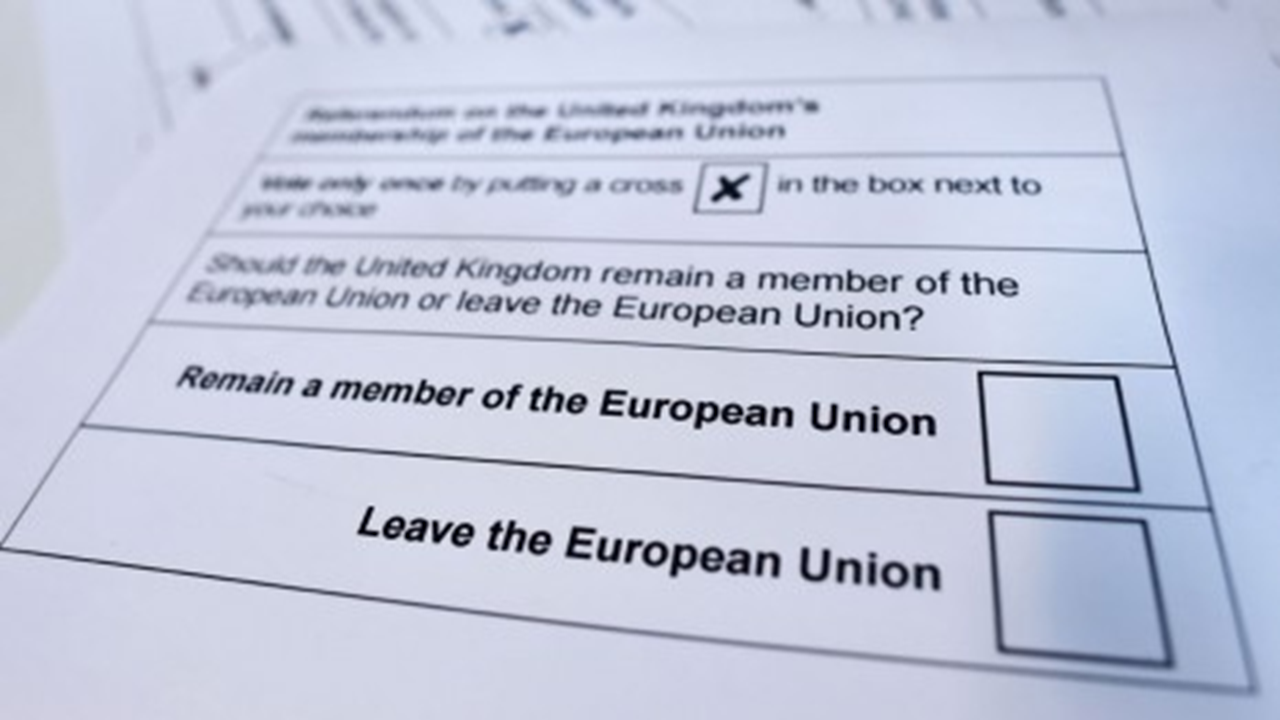 Referendum on the United Kingdom's
membership of the European Union
Vote only once by putting a cross X in the box next to
your choice
Should the United Kingdom remain a member of the
European Union or leave the European Union?
Remain a member of the European Union
Leave the European Union